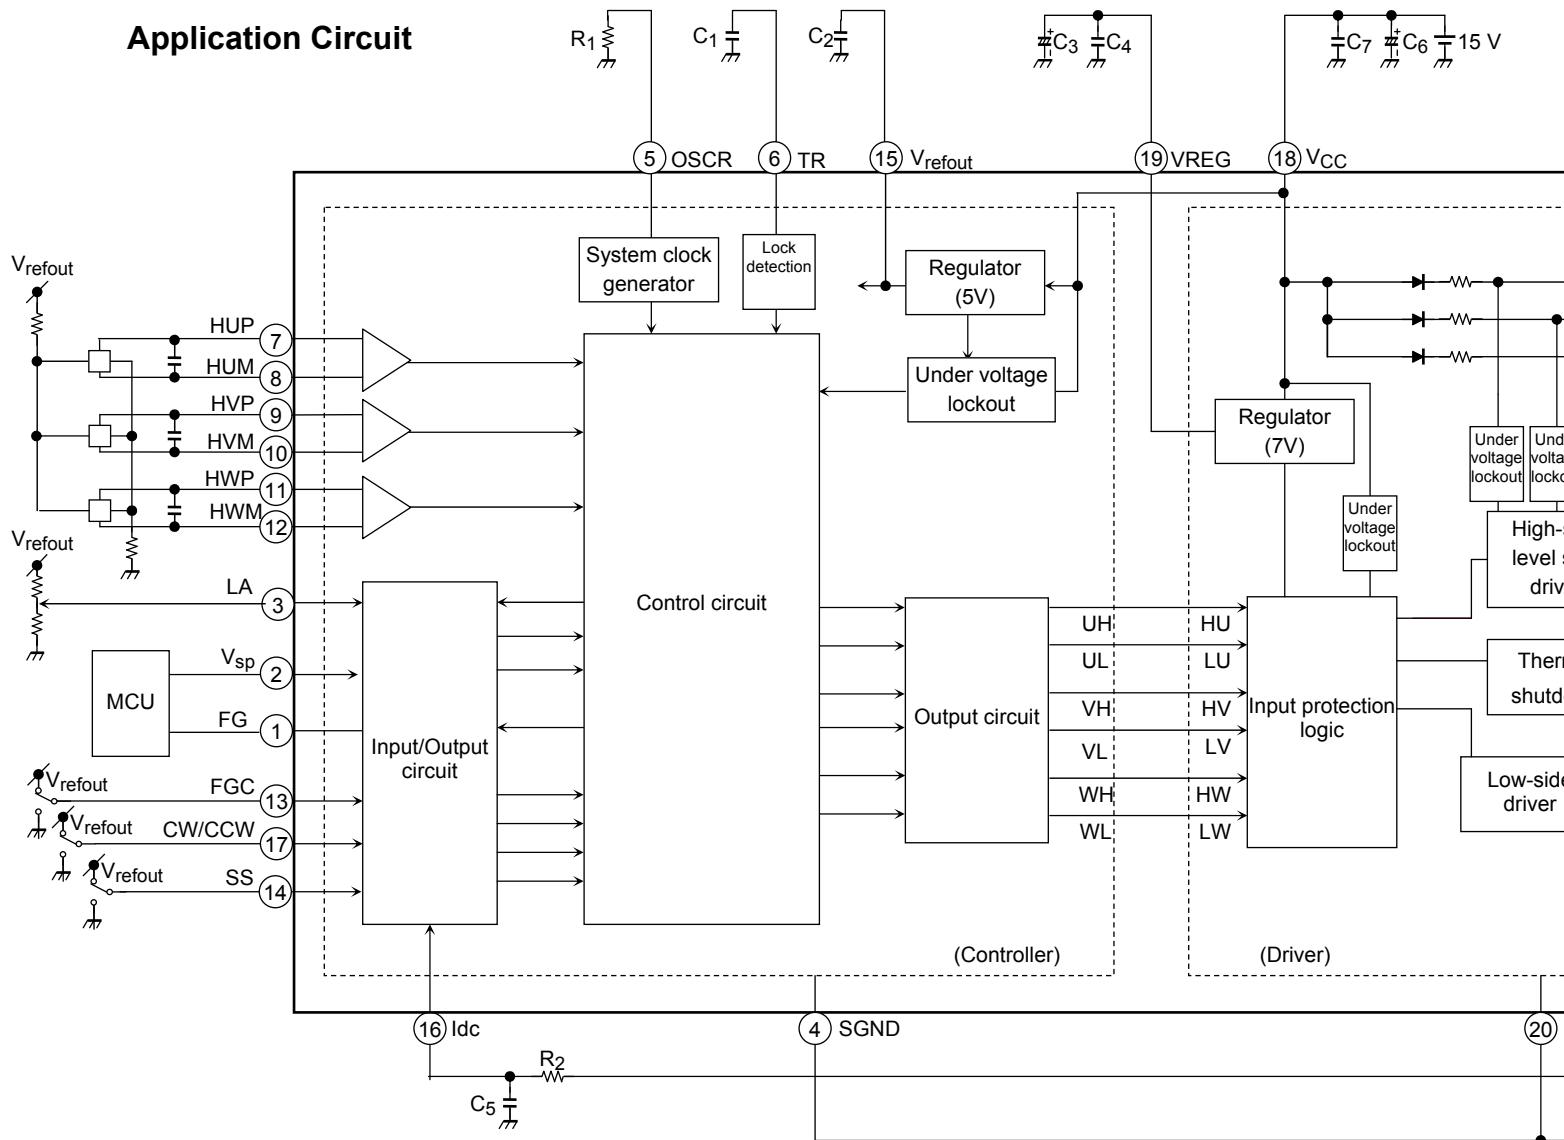 Application Circuit
R1
C1
C2
C3
C4
C7
C6
15 V
5 OSCR
6 TR
15 Vrefout
19 VREG
18 VCC
System clock
generator
Lock
detection
Regulator
(5V)
Under voltage
lockout
Regulator
(7V)
Under
voltage
lockout
Under
voltage
lockout
Vrefout
HUP 7
HUM 8
HVP 9
HVM 10
HWP 11
HWM 12
Vrefout
LA 3
Vsp 2
MCU
FG 1
Vrefout
FGC 13
Vrefout
CW/CCW 17
Vrefout
SS 14
Input/Output
circuit
Control circuit
Output circuit
UH HU
UL LU
VH HV
VL LV
WH HW
WL LW
Input protection
logic
level
Low-side
driver
(Controller)
(Driver)
16 Idc
4 SGND
20
R2
C5